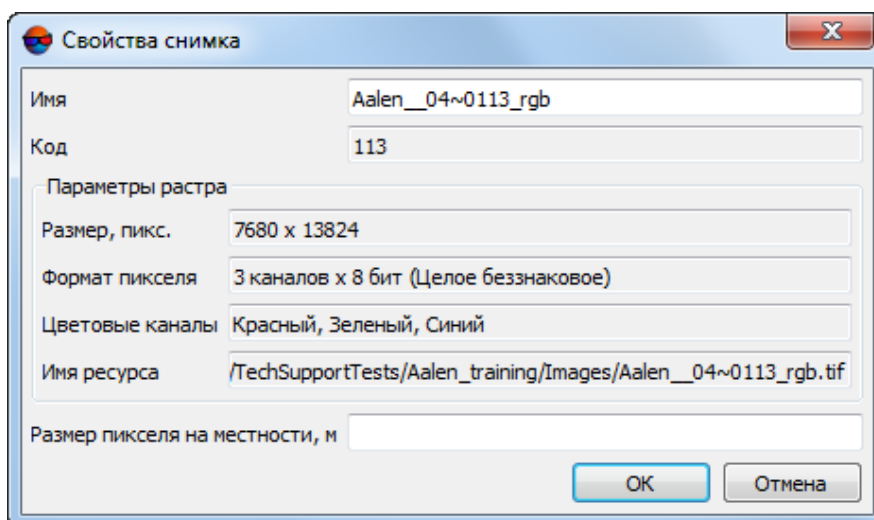 Свойства снимка
Имя Aalen__04~0113_rgb
Код 113
Параметры растра
Размер, пикс. 7680 x 13824
Формат пикселя 3 каналов x 8 бит (Целое беззнаковое)
Цветовые каналы Красный, Зеленый, Синий
Имя ресурса /TechSupportTests/Aalen_training/Images/Aalen__04~0113_rgb.tif
Размер пикселя на местности, м
OK Отмена